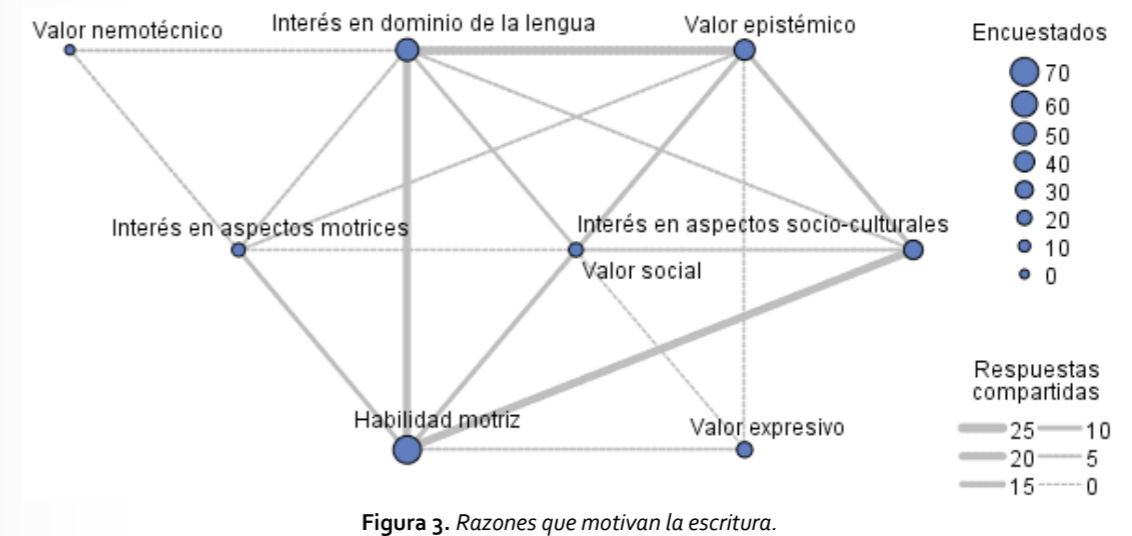 Valor nemotécnico
Interés en dominio de la lengua
Valor epistémico
Encuestados
70
60
50
40
30
20
10
0
Interés en aspectos motrices
Interés en aspectos socio-culturales
Valor social
Respuestas
compartidas
25 10
20 5
15 0
Habilidad motriz
Valor expresivo
Figura 3. Razones que motivan la escritura.